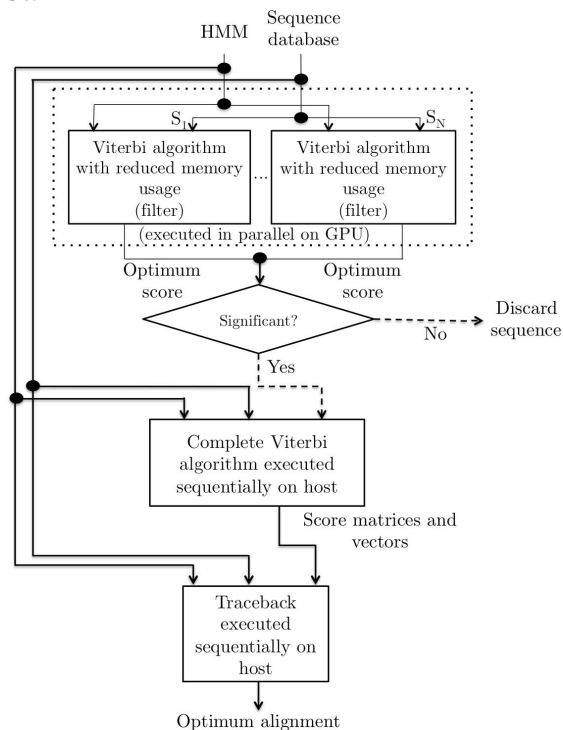 HMM
Sequence
database
S1
SN
Viterbi algorithm
with reduced memory
usage
(filter)
...
Viterbi algorithm
with reduced memory
usage
(filter)
(executed in parallel on GPU)
Optimum
score
Optimum
score
Significant?
No
Discard
sequence
Yes
Complete Viterbi
algorithm executed
sequentially on host
Score matrices and
vectors
Traceback
executed
sequentially on
host
Optimum alignment